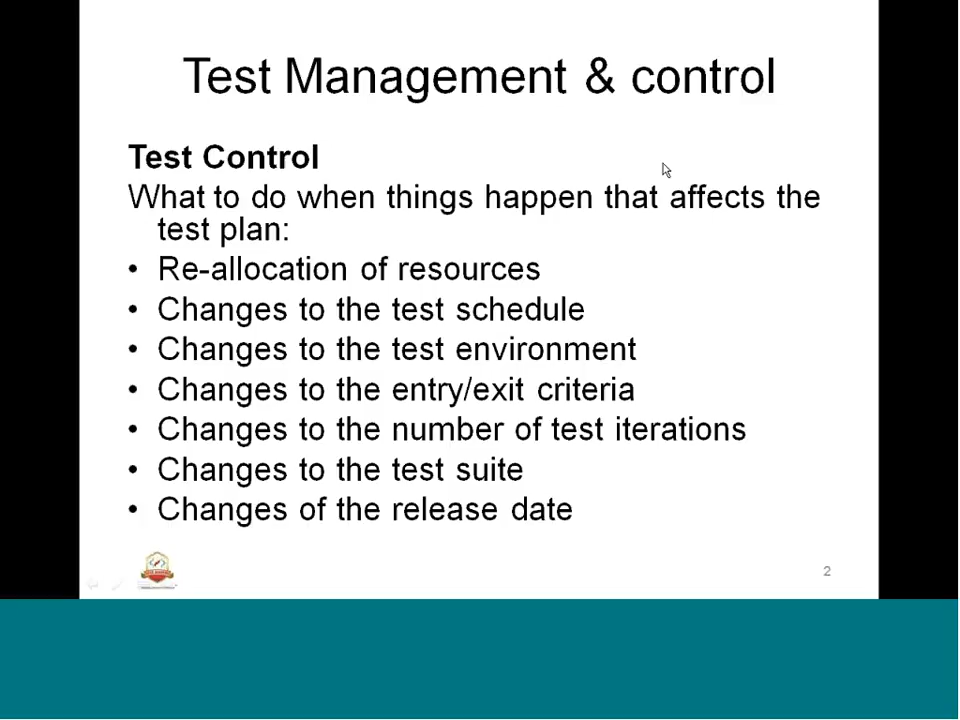 Test Management & control
Test Control
What to do when things happen that affects the
test plan:
• Re-allocation of resources
• Changes to the test schedule
• Changes to the test environment
• Changes to the entry/exit criteria
• Changes to the number of test iterations
• Changes to the test suite
• Changes of the release date
2